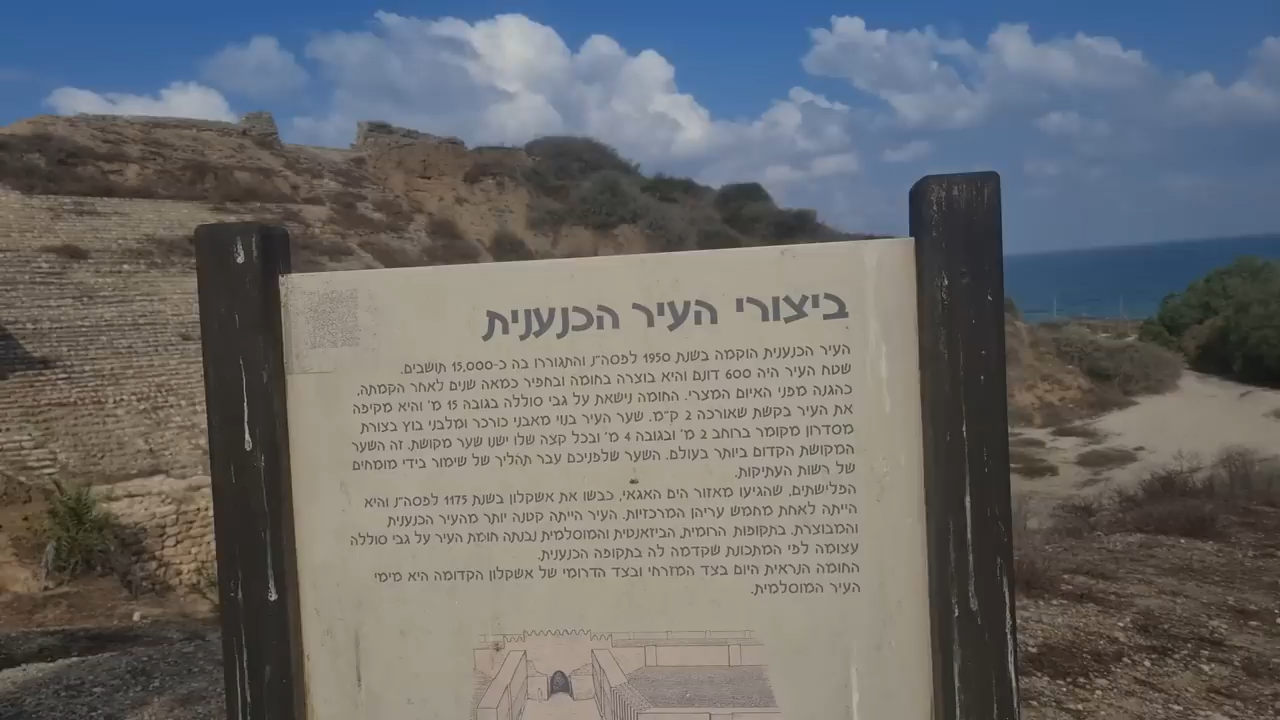 ביצורי העיר הכנענית
העיר הכנענית הוקמה בשנת 1950 לפסה"נ, והתגוררו בה כ-15,000 תושבים.
שטח העיר היה 600 דונם והיא בוצרה בחומה ובחפיר כמאה שנים לאחר הקמתה,
כהגנה מפני האיום המצרי. החומה נישאת על גבי סוללה בגובה 15 מ' והיא מקיפה
את העיר בקשת שאורכה 2 ק"מ. שער העיר בנוי מאבני כורכר ומלבני בוץ בצורת
מסדרון מקומר ברוחב 2 מ' ובגובה 4 מ' ובכל קצה שלו ישנו שער מקושת. זה השער
המקושת הקדום ביותר בעולם. השער שלפניכם עבר תהליך של שימור בידי מומחים
של רשות העתיקות.
הפלישתים, שהגיעו מאזור הים האגאי, כבשו את אשקלון בשנת 1175 לפסה"נ, והיא
הייתה לאחת מחמש עריהן המרכזיות. העיר הייתה קטנה יותר מהעיר הכנענית
והמבוצרת. בתקופות הרומית, הביזאנטית והמוסלמית נבנתה חומת העיר על גבי סוללה
עצומה לפי המתכונת שקדמה לה בתקופה הכנענית.
החומה הנראית היום בצד המזרחי ובצד הדרומי של אשקלון הקדומה היא מימי
העיר המוסלמית.